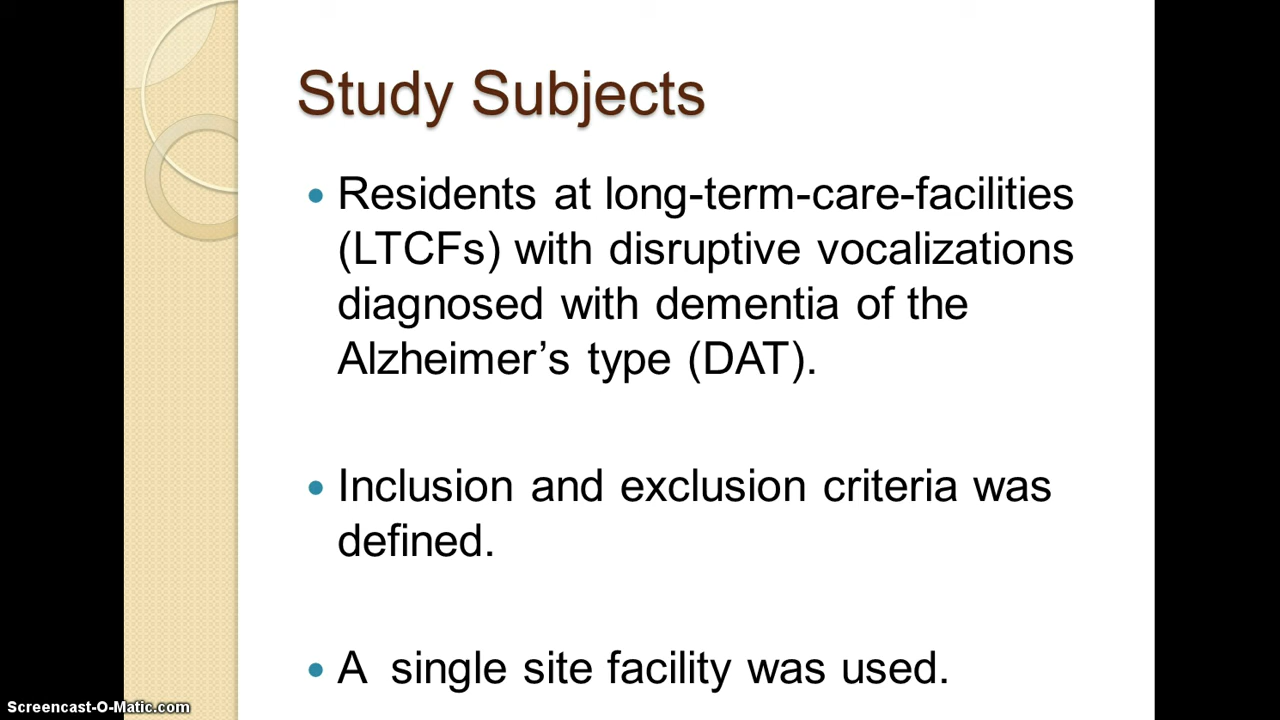 Study Subjects
• Residents at long-term-care-facilities
(LTCFs) with disruptive vocalizations
diagnosed with dementia of the
Alzheimer’s type (DAT).
• Inclusion and exclusion criteria was
defined.
• A  single site facility was used.
Screencast-O-Matic.com